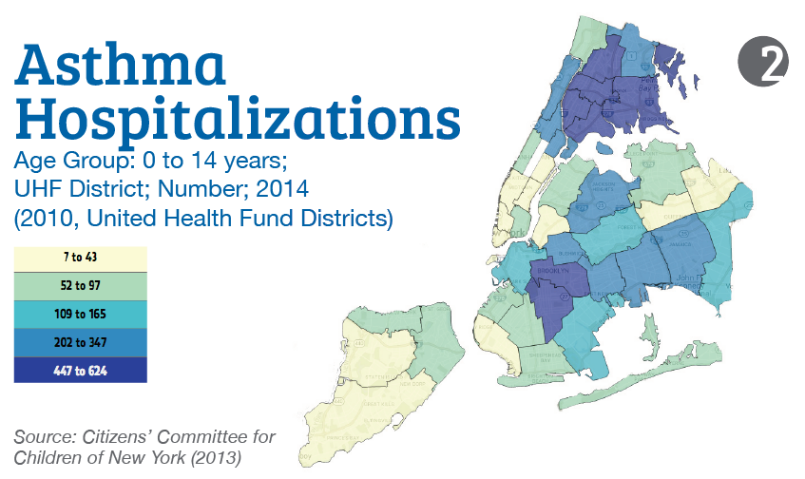 Asthma
Hospitalizations
Age Group: 0 to 14 years;
UHF District; Number; 2014
(2010, United Health Fund Districts)
2
7 to 43
52 to 97
109 to 165
202 to 347
447 to 624
BROOKLYN
Source: Citizens' Committee for
Children of New York (2013)